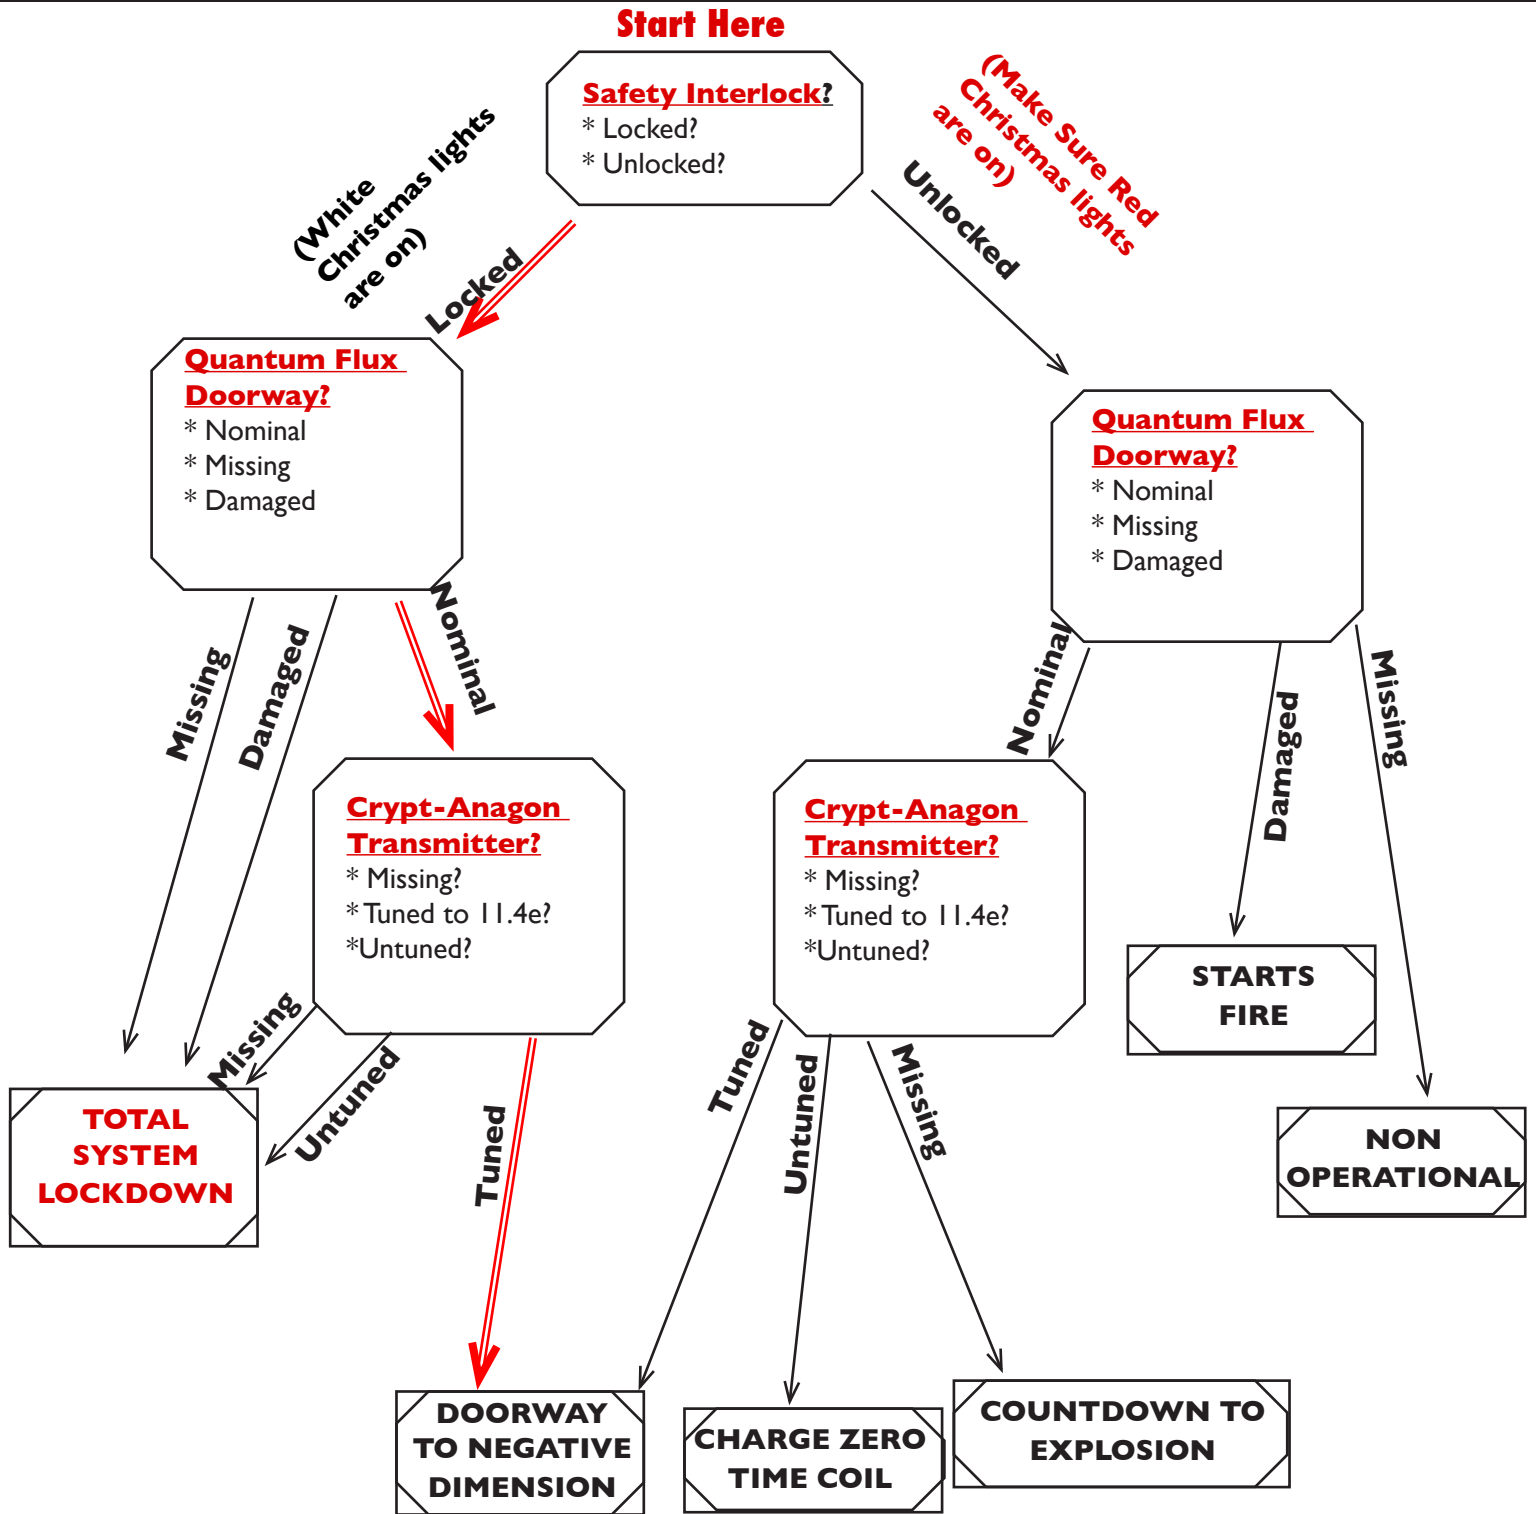 Start Here
Safety Interlock?
* Locked?
* Unlocked?
(White
Christmas lights
are on)
(Make Sure Red
Christmas lights
are on)
Locked
Unlocked
Quantum Flux
Doorway?
* Nominal
* Missing
* Damaged
Quantum Flux
Doorway?
* Nominal
* Missing
* Damaged
Missing
Damaged
Nominal
Nominal
Damaged
Missing
Crypt-Anagon
Transmitter?
* Missing?
* Tuned to 11.4e?
*Untuned?
Crypt-Anagon
Transmitter?
* Missing?
* Tuned to 11.4e?
*Untuned?
STARTS
FIRE
Missing
Untuned
Tuned
Tuned
Untuned
Missing
TOTAL
SYSTEM
LOCKDOWN
NON
OPERATIONAL
DOORWAY
TO NEGATIVE
DIMENSION
CHARGE ZERO
TIME COIL
COUNTDOWN TO
EXPLOSION